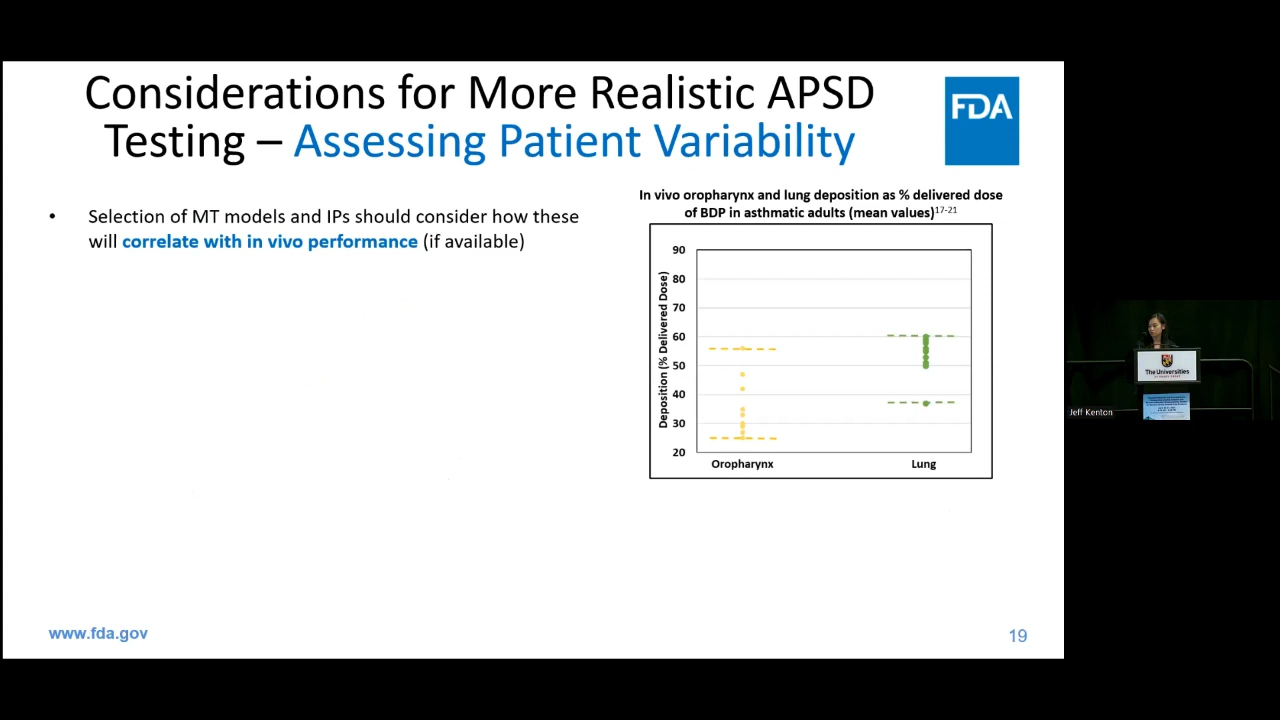 Considerations for More Realistic APSD
Testing – Assessing Patient Variability
FDA
• Selection of MT models and IPs should consider how these
will correlate with in vivo performance (if available)
In vivo oropharynx and lung deposition as % delivered dose
of BDP in asthmatic adults (mean values)17-21
Deposition (% Delivered Dose)
90
80
70
60
50
40
30
20
Oropharynx
Lung
www.fda.gov
19
The Universities
Jeff Kenton